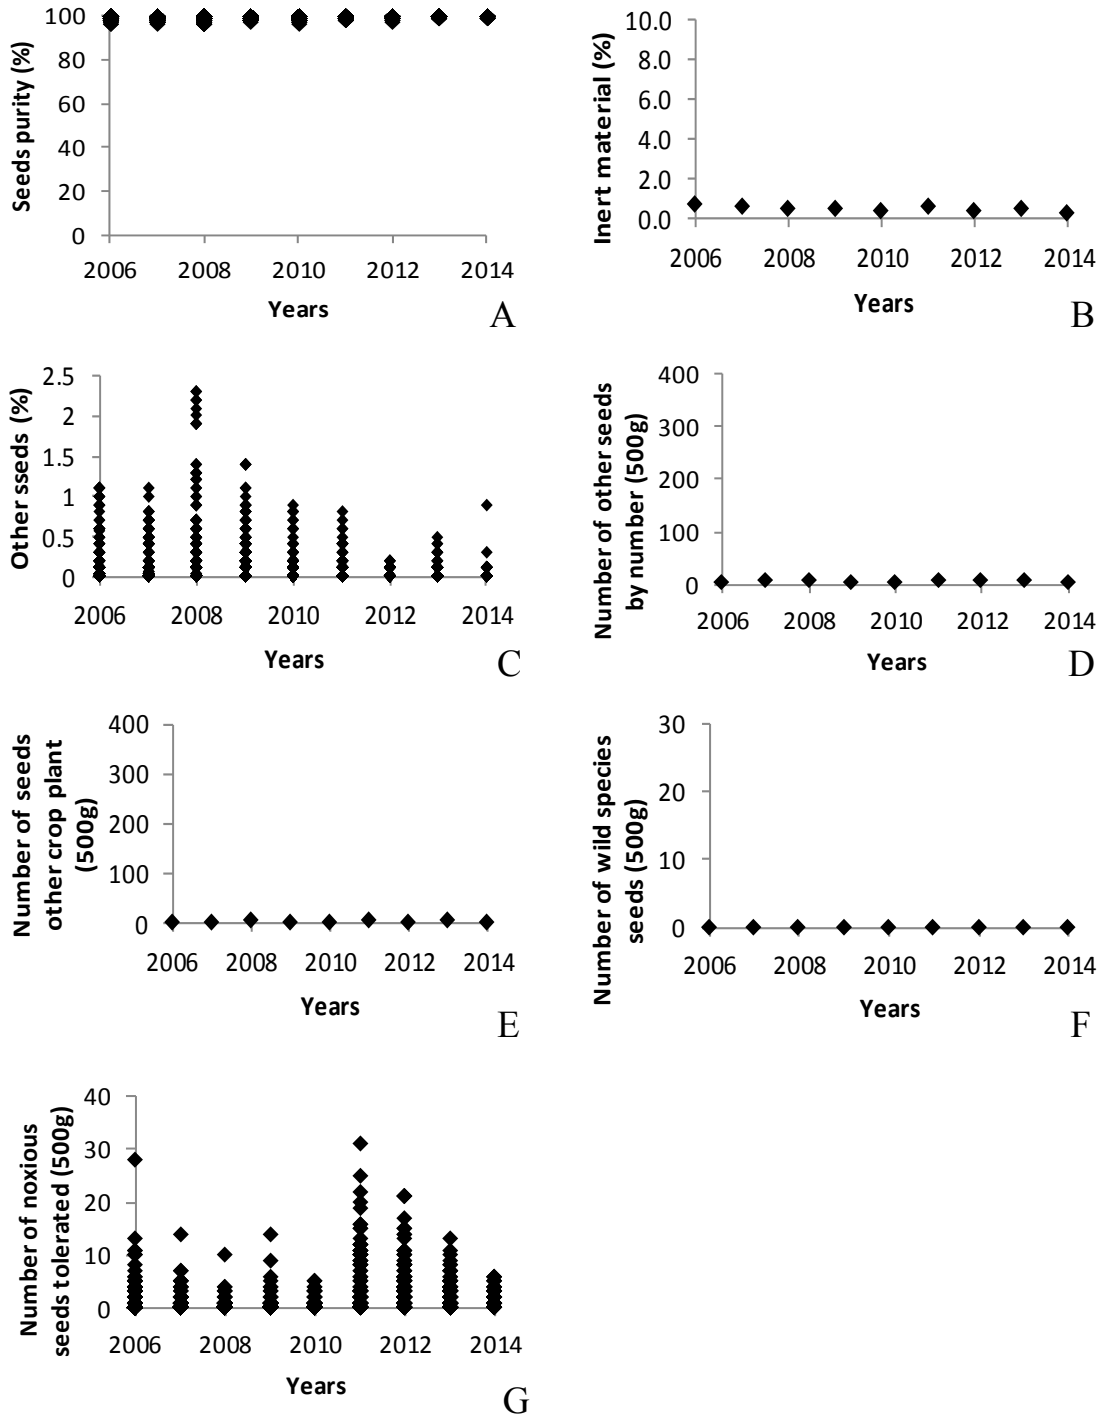 Seeds purity (%)
100
80
60
40
20
0
2006 2008 2010 2012 2014
Years
A
Inert material (%)
10.0
8.0
6.0
4.0
2.0
0.0
2006 2008 2010 2012 2014
Years
B
Other sseds (%)
2.5
2
1.5
1
0.5
0
2006 2008 2010 2012 2014
Years
C
Number of other seeds
by number (500g)
400
300
200
100
0
2006 2008 2010 2012 2014
Years
D
Number of seeds
other crop plant
(500g)
400
300
200
100
0
2006 2008 2010 2012 2014
Years
E
Number of wild species
seeds (500g)
30
20
10
0
2006 2008 2010 2012 2014
Years
F
Number of noxious
seeds tolerated (500g)
40
30
20
10
0
2006 2008 2010 2012 2014
Years
G